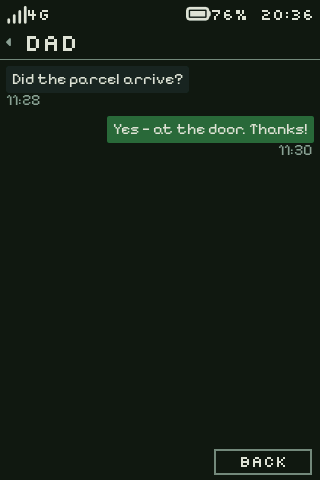 4G 76% 20:36
DAD
Did the parcel arrive?
11:28
Yes - at the door. Thanks!
11:30
BACK